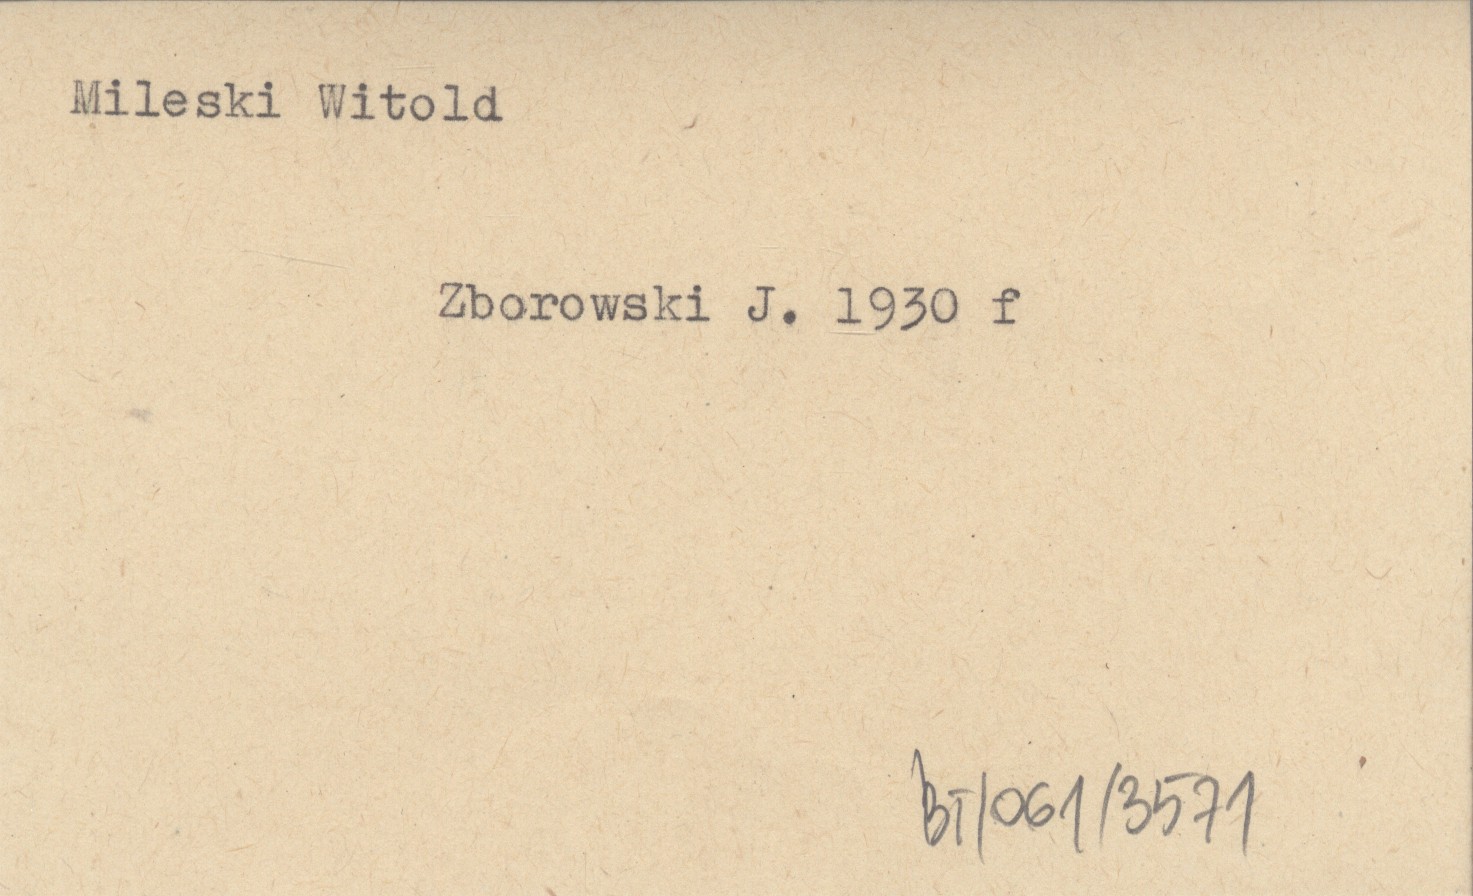 Mileski Witold
Zborowski J. 1930 f
BT/061/3571